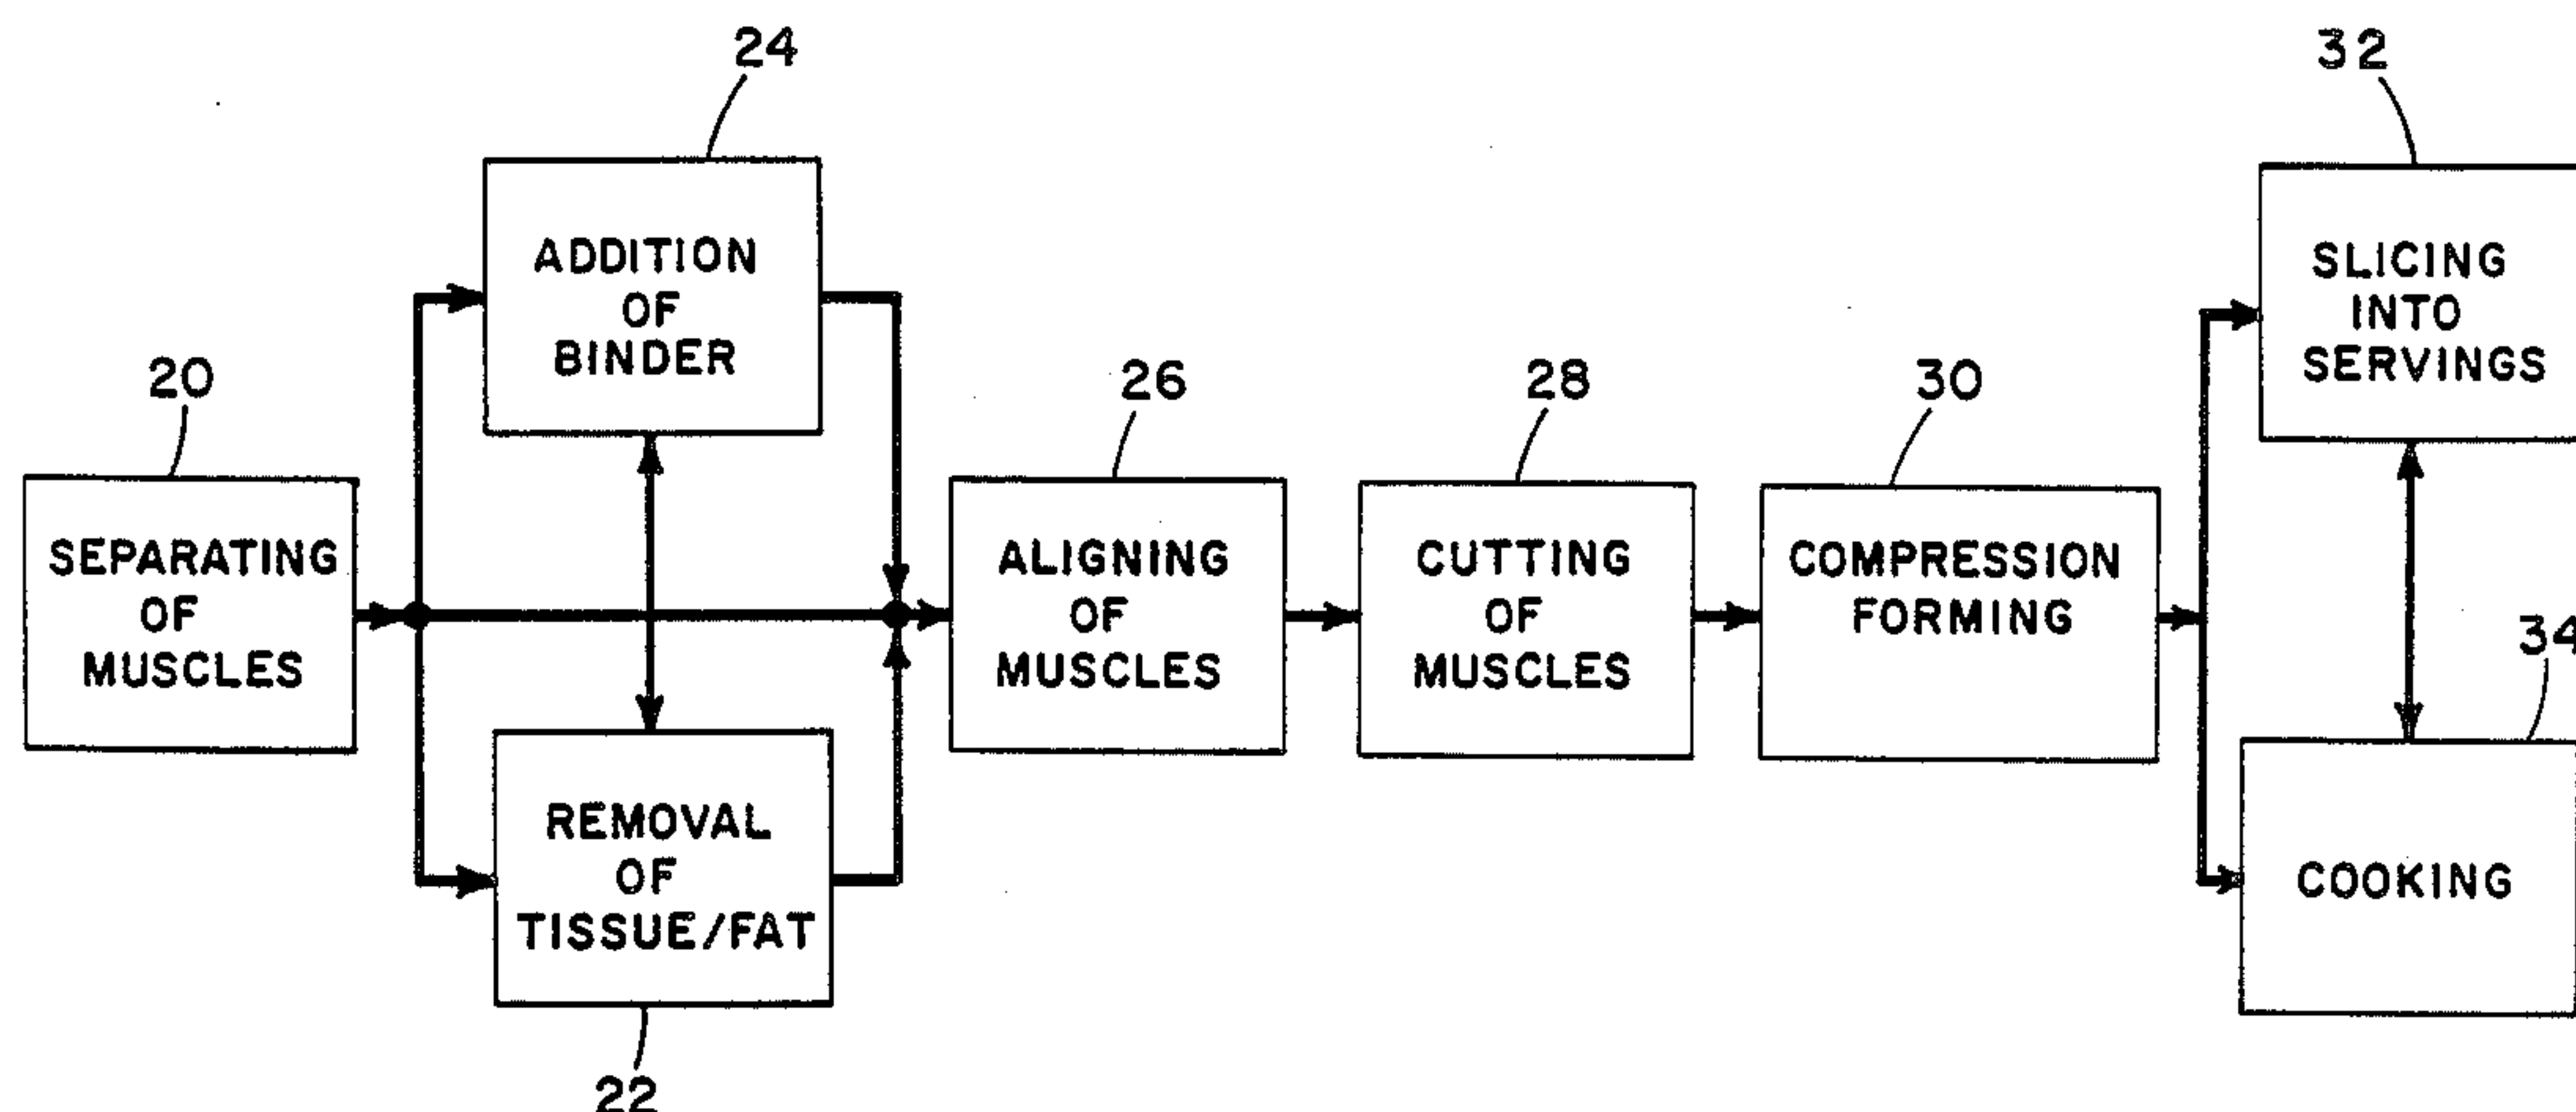 24
ADDITION
OF
BINDER
20
SEPARATING
OF
MUSCLES
REMOVAL
OF
TISSUE/FAT
22
26
ALIGNING
OF
MUSCLES
28
CUTTING
OF
MUSCLES
30
COMPRESSION
FORMING
32
SLICING
INTO
SERVINGS
34
COOKING